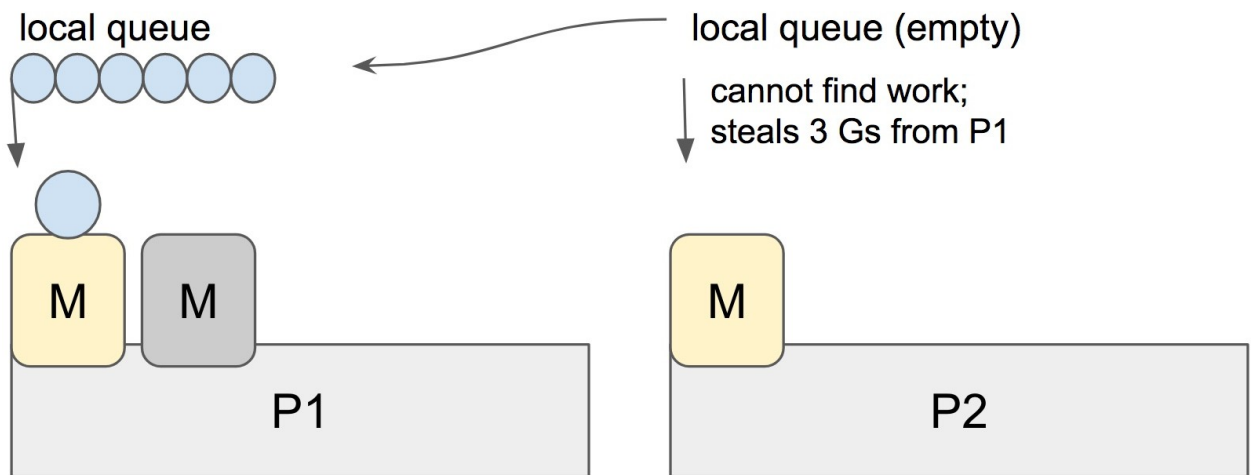 local queue
local queue (empty)
cannot find work;
steals 3 Gs from P1
M
M
M
P1
P2